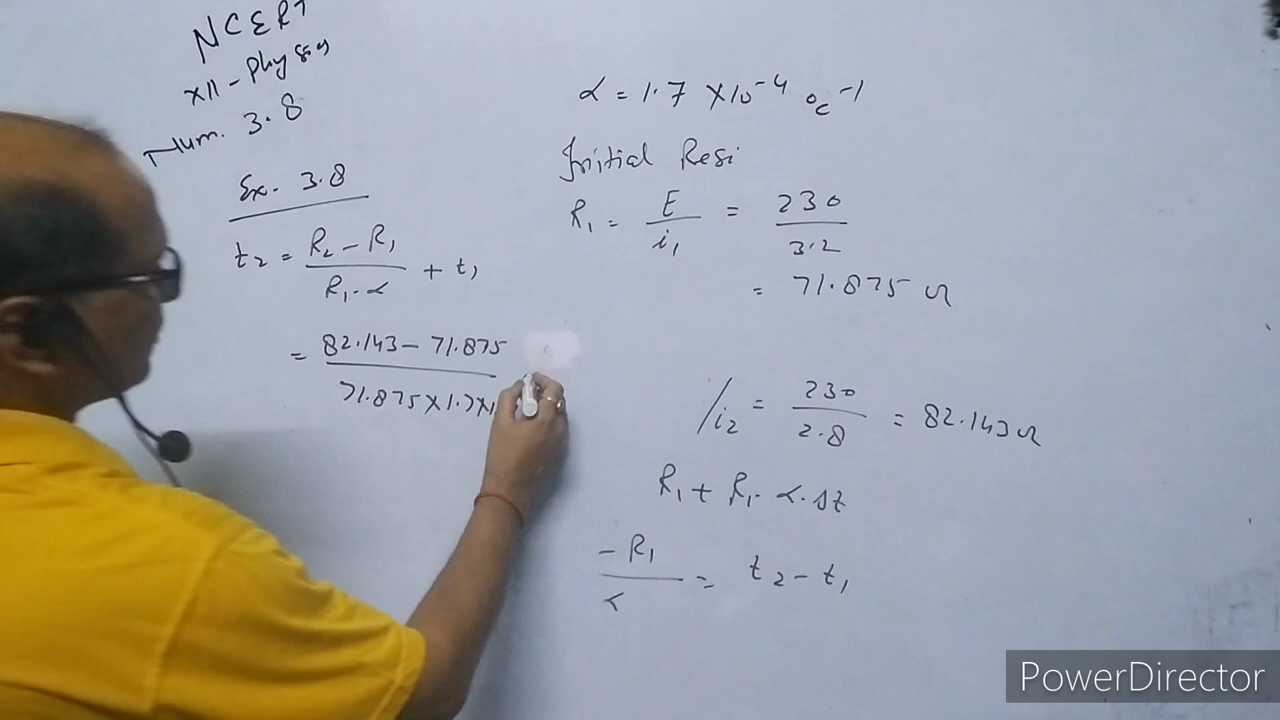 NCERT
XII - Physics
Num. 3.8
Ex. 3.8
t₂ = R₂ - R₁ / R₁.α + t₁
= 82.143 - 71.875 / 71.875 × 1.7 ×
α = 1.7 × 10⁻⁴ °C⁻¹
Initial Resi
R₁ = E / i₁ = 230 / 3.2
= 71.875 Ω
/ i₂ = 230 / 2.8 = 82.143 Ω
R₁ + R₁. α. Δt
- R₁ / α = t₂ - t₁
PowerDirector